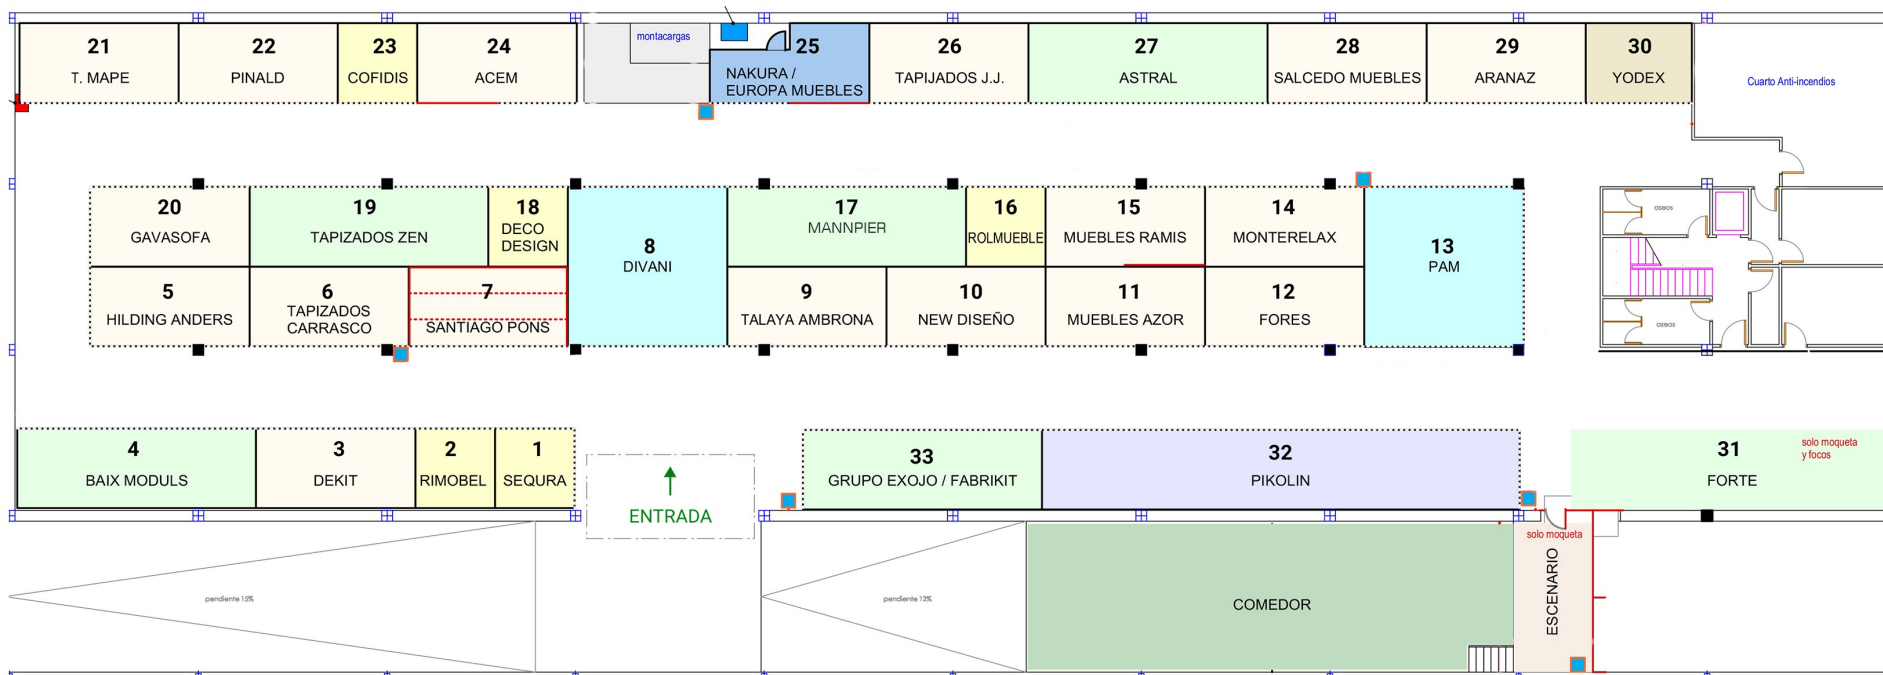 21
T. MAPE
22
PINALD
23
COFIDIS
24
ACEM
montacargas
25
NAKURA /
EUROPA MUEBLES
26
TAPIJADOS J.J.
27
ASTRAL
28
SALCEDO MUEBLES
29
ARANAZ
30
YODEX
Cuarto Anti-incendios
20
GAVASOFA
19
TAPIZADOS ZEN
18
DECO
DESIGN
8
DIVANI
17
MANNPIER
16
ROLMUEBLE
15
MUEBLES RAMIS
14
MONTERELAX
13
PAM
aseos
5
HILDING ANDERS
6
TAPIZADOS
CARRASCO
7
SANTIAGO PONS
9
TALAYA AMBRONA
10
NEW DISEÑO
11
MUEBLES AZOR
12
FORES
aseos
4
BAIX MODULS
3
DEKIT
2
RIMOBEL
1
SEQURA
ENTRADA
33
GRUPO EXOJO / FABRIKIT
32
PIKOLIN
31
FORTE
solo moqueta
y focos
solo moqueta
ESCENARIO
pendiente 15%
pendiente 12%
COMEDOR